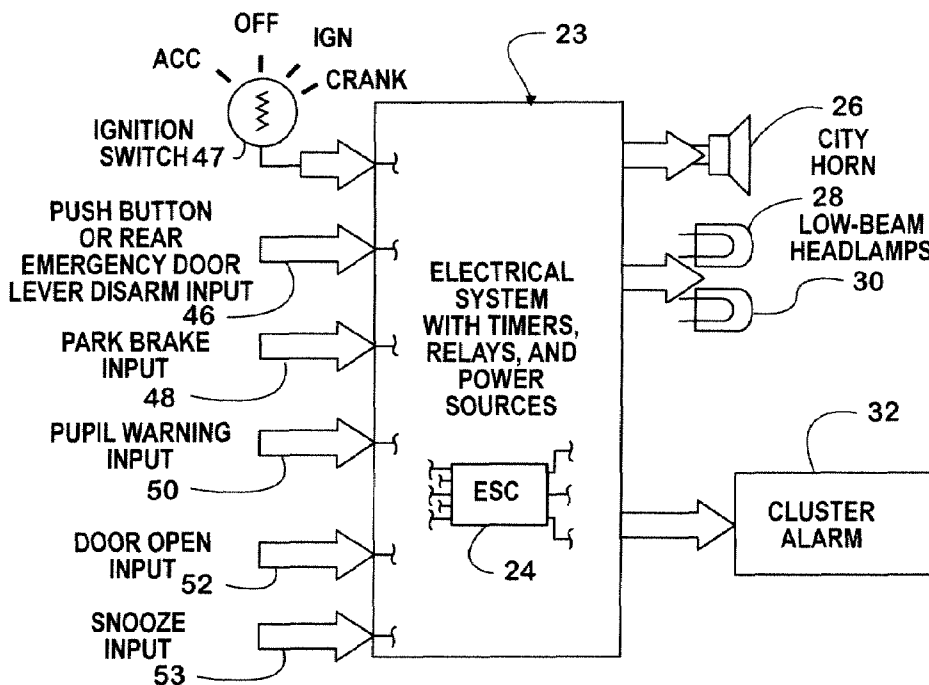 OFF
ACC
IGN
CRANK
IGNITION
SWITCH 47
PUSH BUTTON
OR REAR
EMERGENCY DOOR
LEVER DISARM INPUT
46
PARK BRAKE
INPUT
48
PUPIL WARNING
INPUT
50
DOOR OPEN
INPUT
52
SNOOZE
INPUT
53
23
ELECTRICAL
SYSTEM
WITH TIMERS,
RELAYS, AND
POWER
SOURCES
ESC
24
26
CITY
HORN
28
LOW-BEAM
HEADLAMPS
30
32
CLUSTER
ALARM